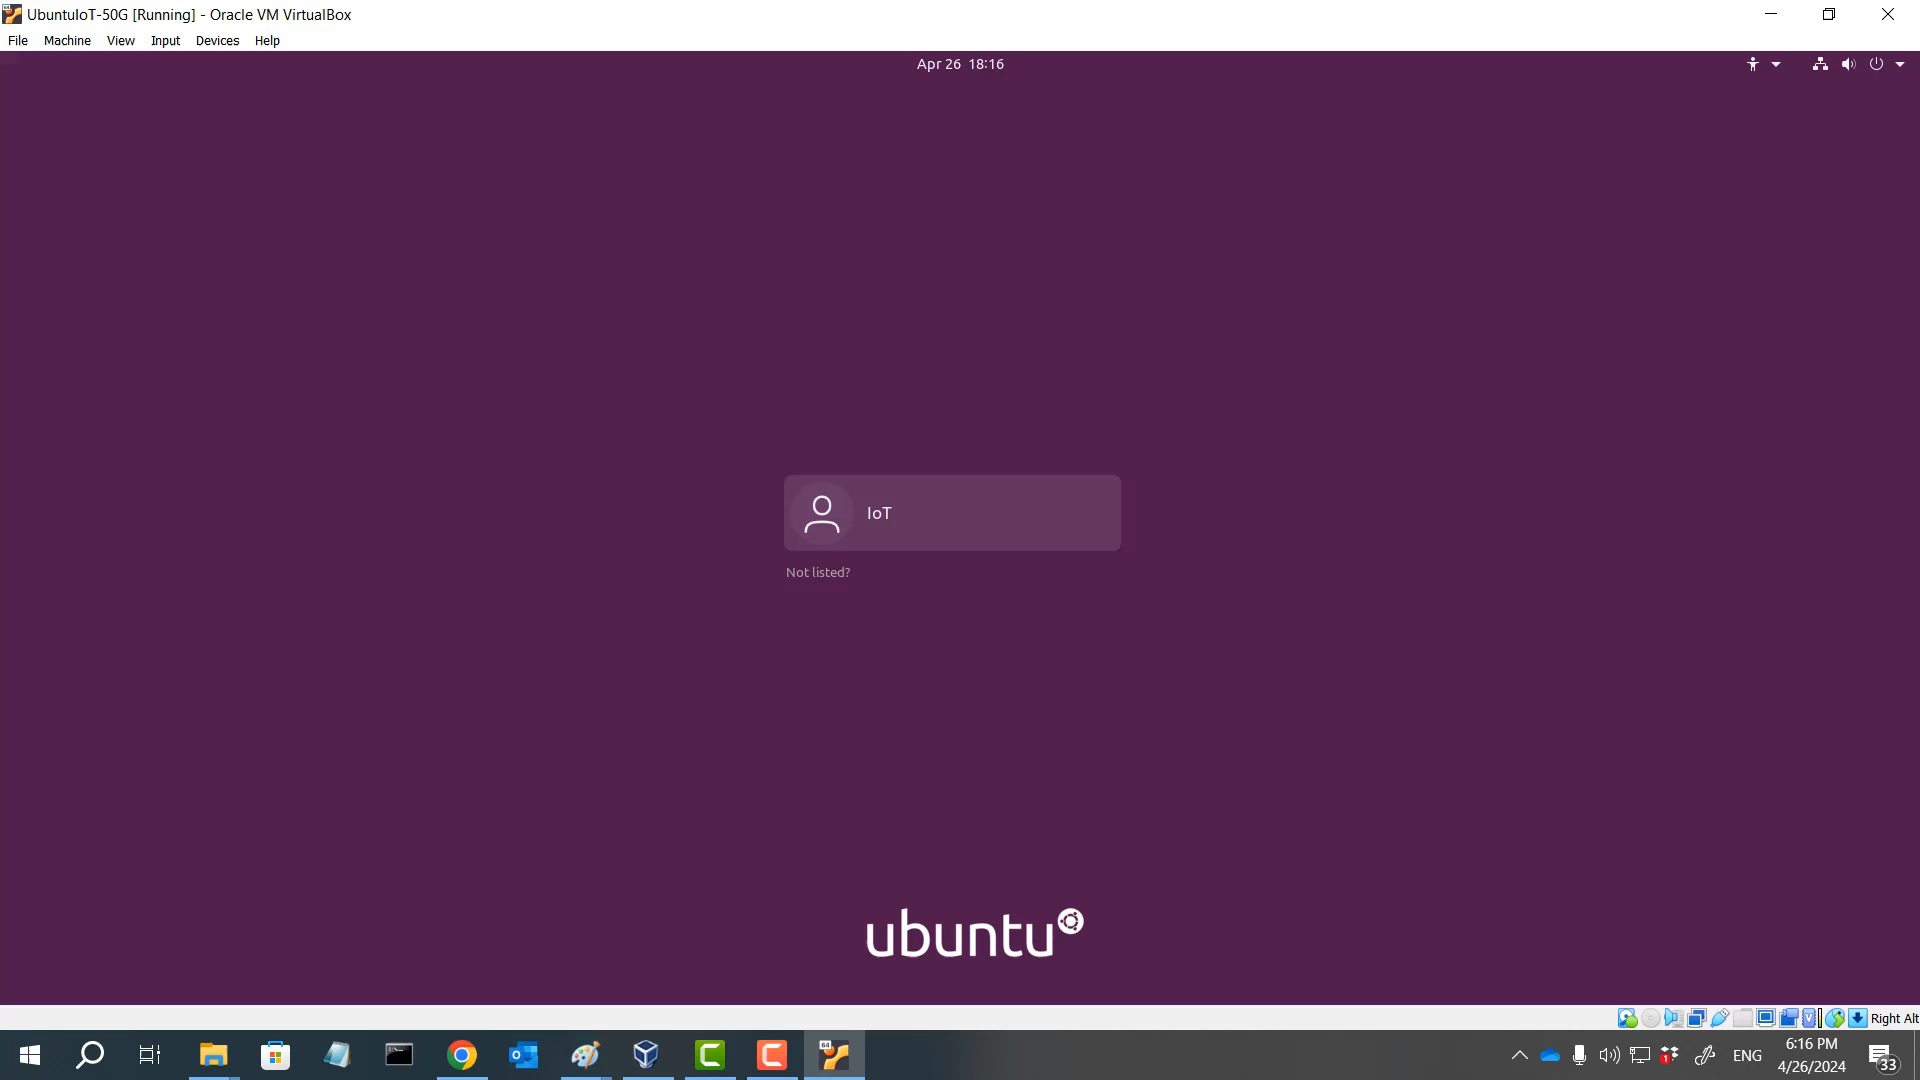 UbuntuIoT-50G [Running] - Oracle VM VirtualBox
File Machine View Input Devices Help
Apr 26 18:16
IoT
Not listed?
ubuntu
Right Alt
ENG
6:16 PM
4/26/2024
33